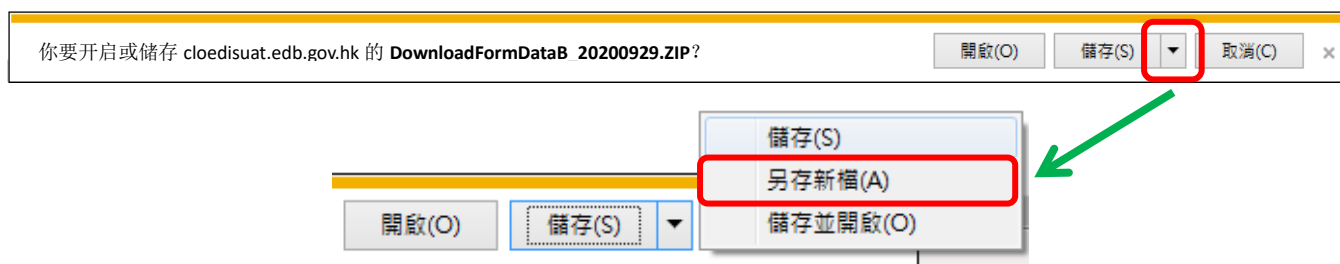 你要开启或储存 cloedisuat.edb.gov.hk 的 DownloadFormDataB_20200929.ZIP？ 開啟(O) 儲存(S) 取消(C)
儲存(S)
另存新檔(A)
開啟(O) 儲存(S) 儲存並開啟(O)